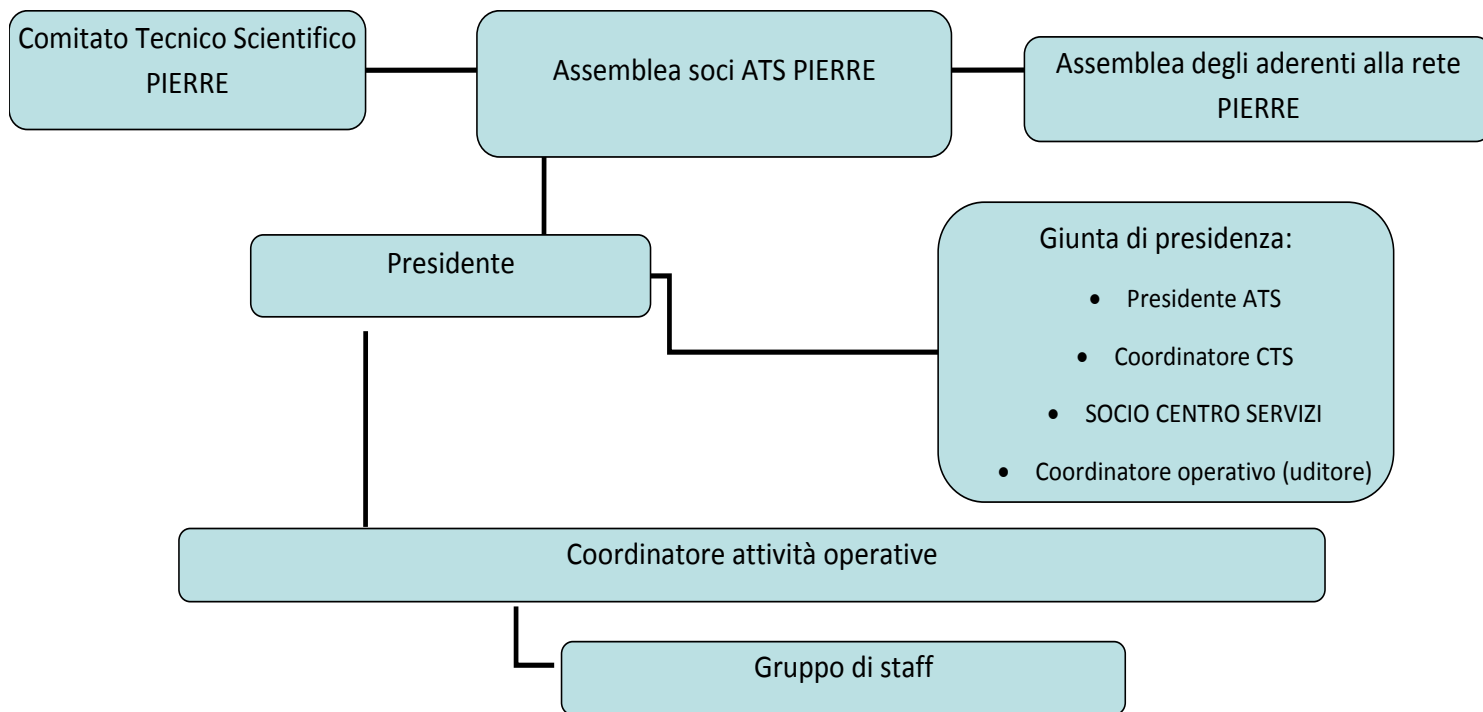 Comitato Tecnico Scientifico
PIERRE
Assemblea soci ATS PIERRE
Assemblea degli aderenti alla rete
PIERRE
Presidente
Giunta di presidenza:
• Presidente ATS
• Coordinatore CTS
• SOCIO CENTRO SERVIZI
• Coordinatore operativo (uditore)
Coordinatore attività operative
Gruppo di staff